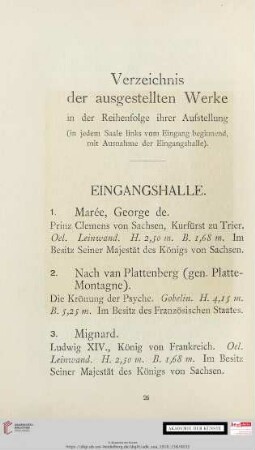 Verzeichnis
der ausgestellten Werke
in der Reihenfolge ihrer Aufstellung
(in jedem Saale links vom Eingang beginnend,
mit Ausnahme der Eingangshalle).
EINGANGSHALLE.
1. Marée, George de.
Prinz Clemens von Sachsen, Kurfürst zu Trier.
Oel. Leinwand. H. 2,50 m. B. 1,68 m. Im
Besitz Seiner Majestät des Königs von Sachsen.
2. Nach van Plattenberg (gen. Platte-
Montagne).
Die Krönung der Psyche. Gobelin. H. 4,15 m.
B. 5,25 m. Im Besitz des Französischen Staates.
3. Mignard.
Ludwig XIV., König von Frankreich. Oel.
Leinwand. H. 2,50 m. B. 1,68 m. Im Besitz
Seiner Majestät des Königs von Sachsen.
26
AKADEMIE DER KÜNSTE